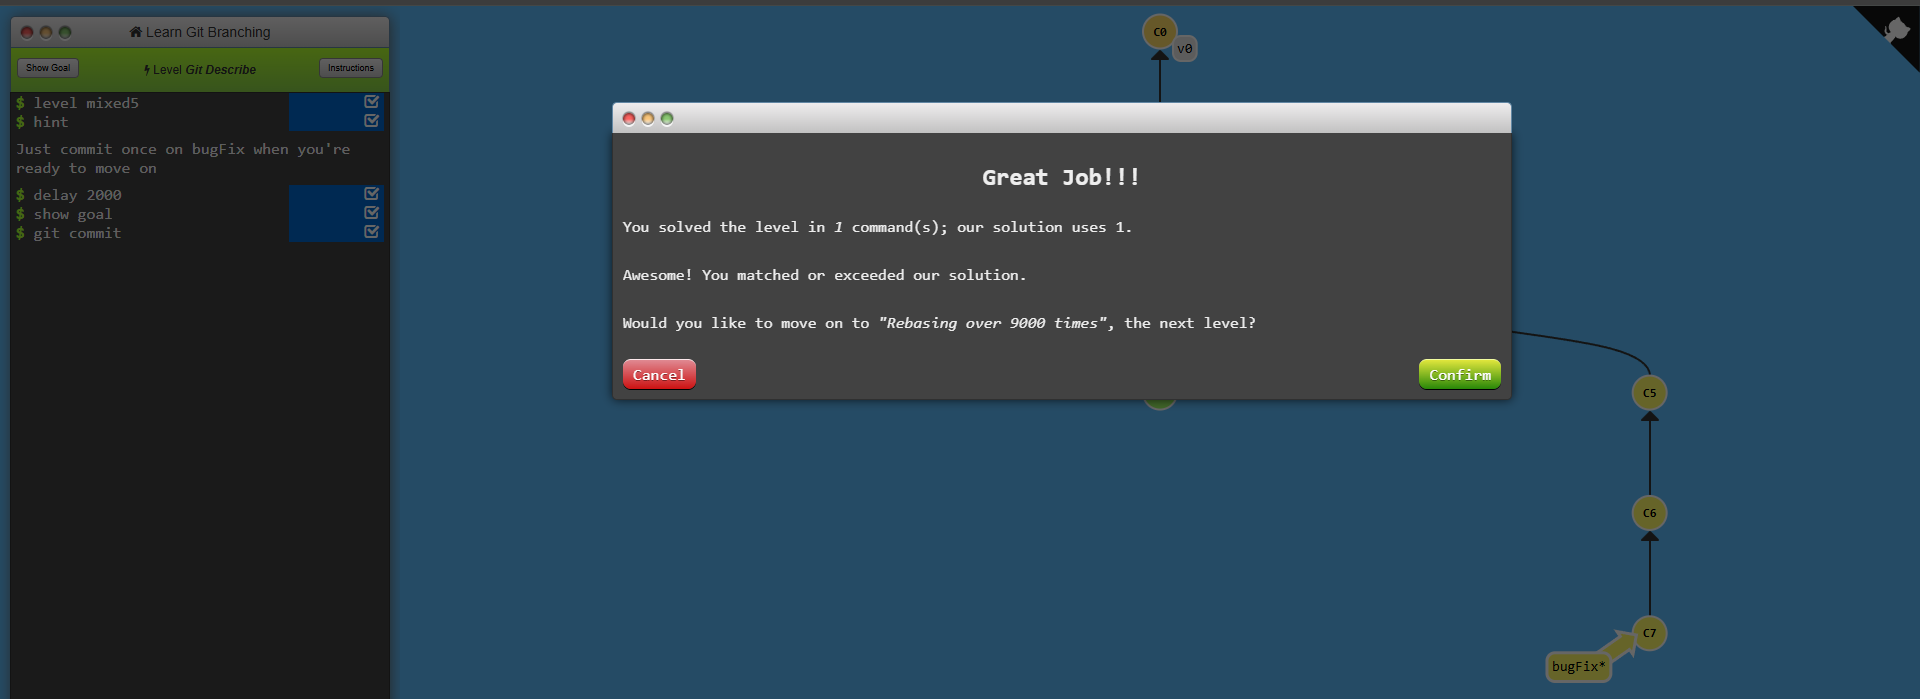 Learn Git Branching
Show Goal
Level Git Describe
Instructions
$ level mixed5
$ hint
Just commit once on bugFix when you're
ready to move on
$ delay 2000
$ show goal
$ git commit
C0
v0
Great Job!!!
You solved the level in 1 command(s); our solution uses 1.
Awesome! You matched or exceeded our solution.
Would you like to move on to "Rebasing over 9000 times", the next level?
Cancel
Confirm
C5
C6
C7
bugFix*